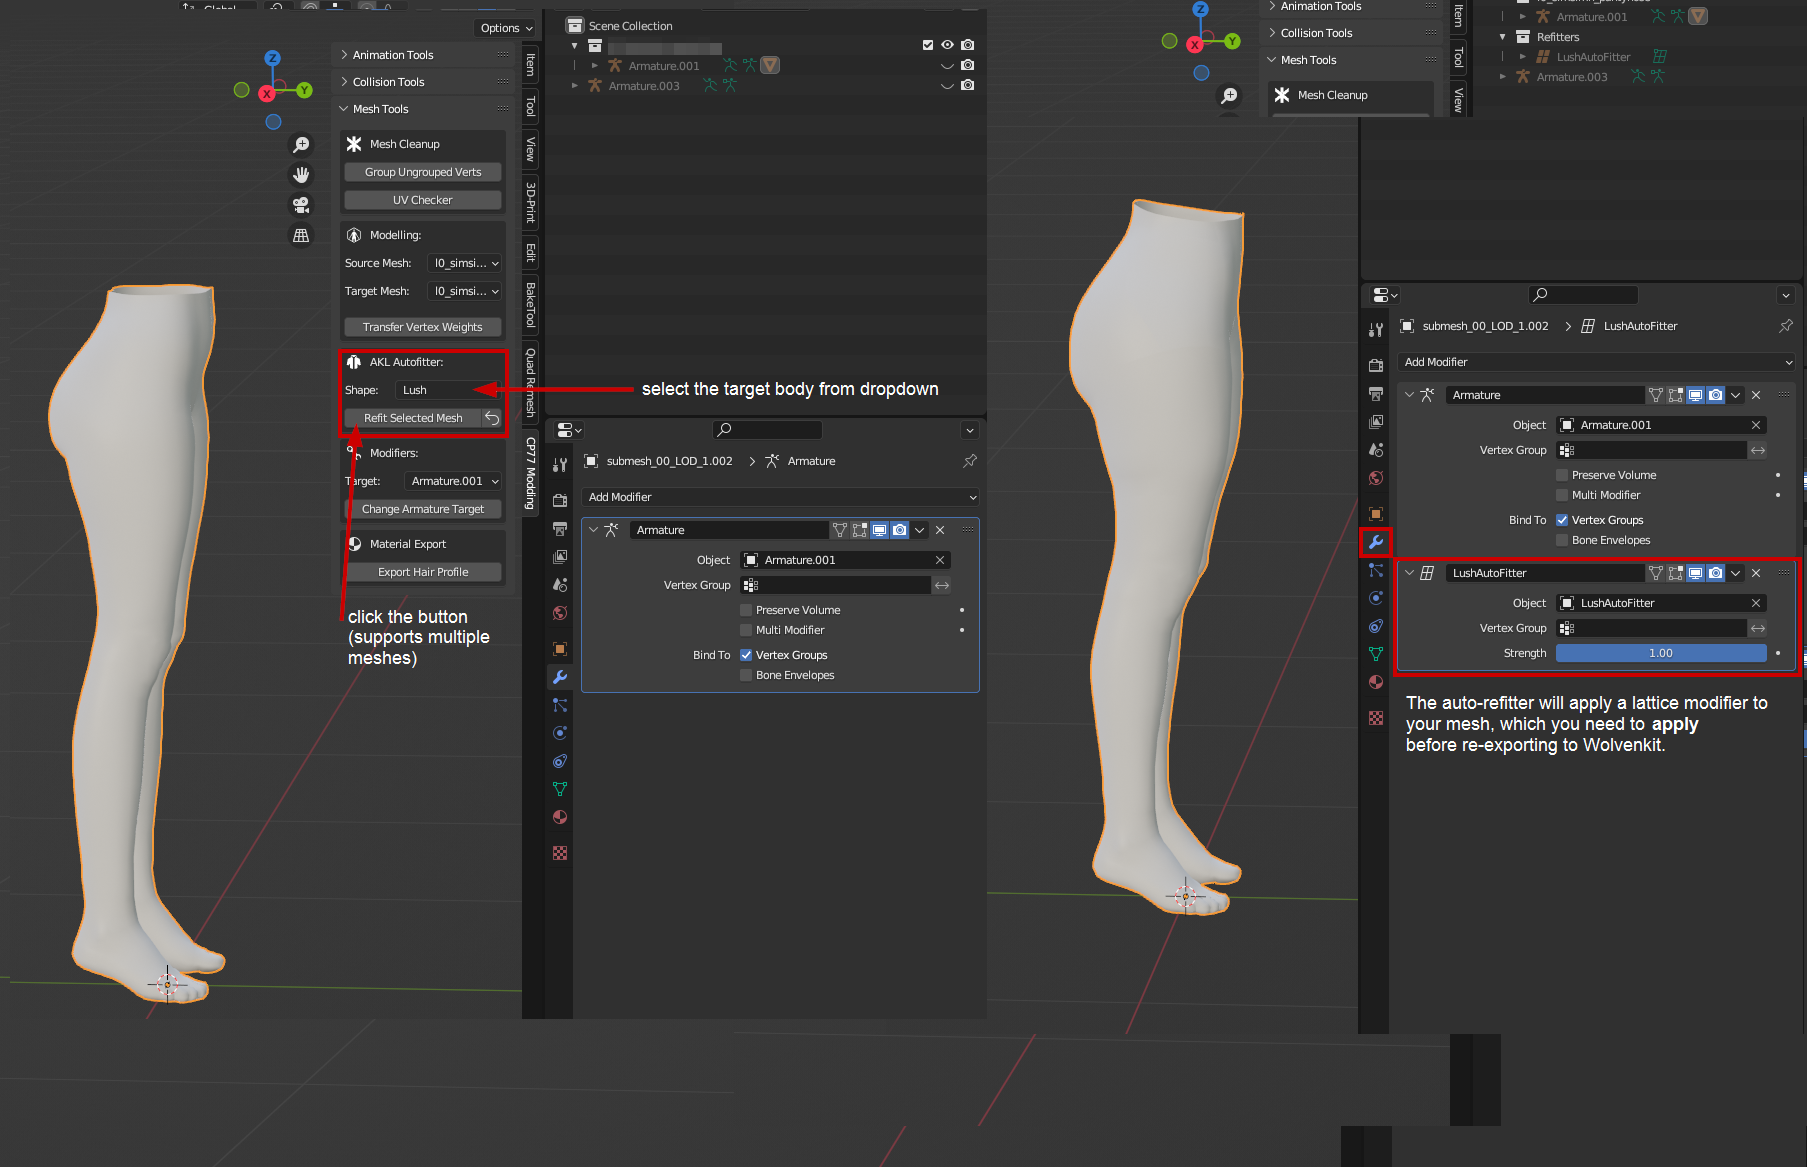 Global
Options
Animation Tools
Collision Tools
Mesh Tools
Mesh Cleanup
Group Ungrouped Verts
UV Checker
Modelling:
Source Mesh: l0_simsi...
Target Mesh: l0_simsi...
Transfer Vertex Weights
AKL Autofitter:
Shape: Lush
Refit Selected Mesh
Modifiers:
Target: Armature.001
Change Armature Target
Material Export
Export Hair Profile
click the button
(supports multiple
meshes)
Item
Tool
View
3D-Print
Edit
BakeTool
Quad Remesh
CP77 Modding
X
Y
Z
Scene Collection
Armature.001
Armature.003
select the target body from dropdown
submesh_00_LOD_1.002 > Armature
Add Modifier
Armature
Object Armature.001
Vertex Group
Preserve Volume
Multi Modifier
Bind To Vertex Groups
Bone Envelopes
X
Y
Z
Animation Tools
Collision Tools
Mesh Tools
Mesh Cleanup
Item
Tool
View
Armature.001
Refitters
LushAutoFitter
Armature.003
submesh_00_LOD_1.002 > LushAutoFitter
Add Modifier
Armature
Object Armature.001
Vertex Group
Preserve Volume
Multi Modifier
Bind To Vertex Groups
Bone Envelopes
LushAutoFitter
Object LushAutoFitter
Vertex Group
Strength 1.00
The auto-refitter will apply a lattice modifier to
your mesh, which you need to apply
before re-exporting to Wolvenkit.